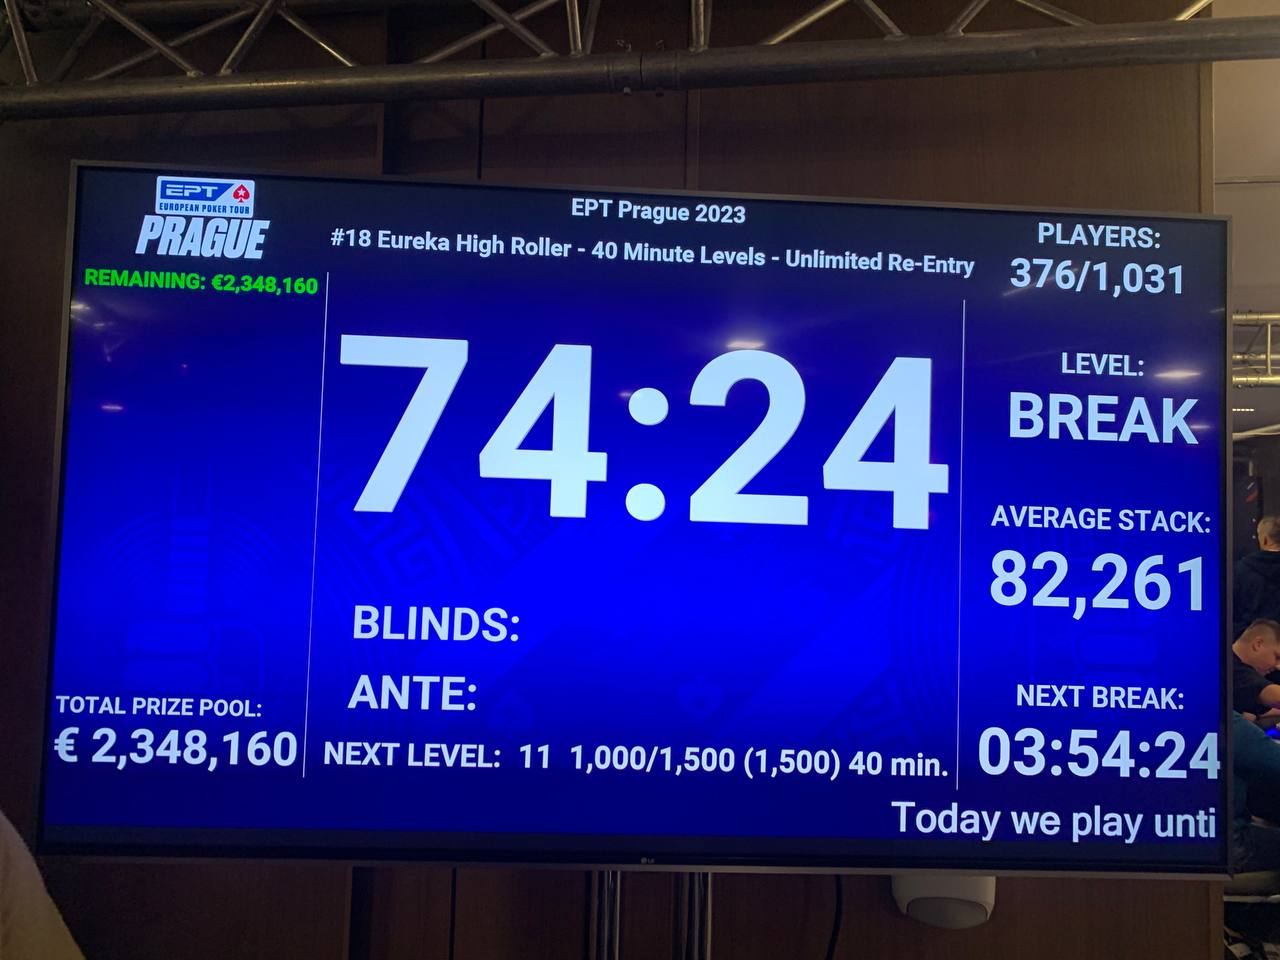 EPT
EUROPEAN POKER TOUR
PRAGUE
EPT Prague 2023
#18 Eureka High Roller - 40 Minute Levels - Unlimited Re-Entry
REMAINING: €2,348,160
PLAYERS:
376/1,031
74:24
LEVEL:
BREAK
AVERAGE STACK:
82,261
BLINDS:
ANTE:
TOTAL PRIZE POOL:
€ 2,348,160
NEXT LEVEL: 11 1,000/1,500 (1,500) 40 min.
NEXT BREAK:
03:54:24
Today we play unti
LG